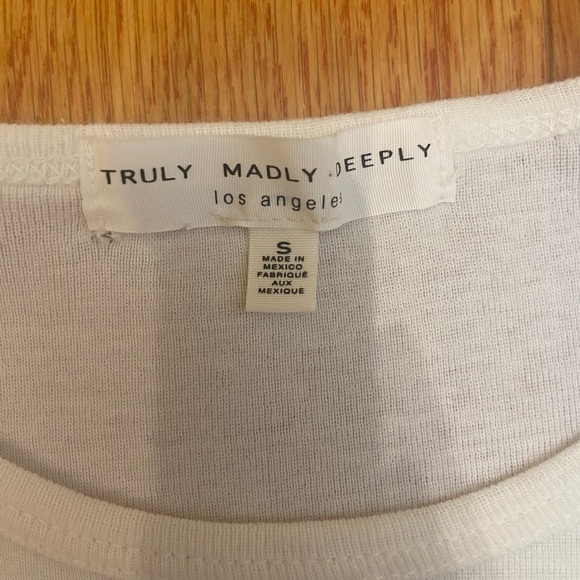 TRULY MADLY DEEPLY
los angeles
S
MADE IN
MEXICO
FABRIQUÉ
AUX
MEXIQUE